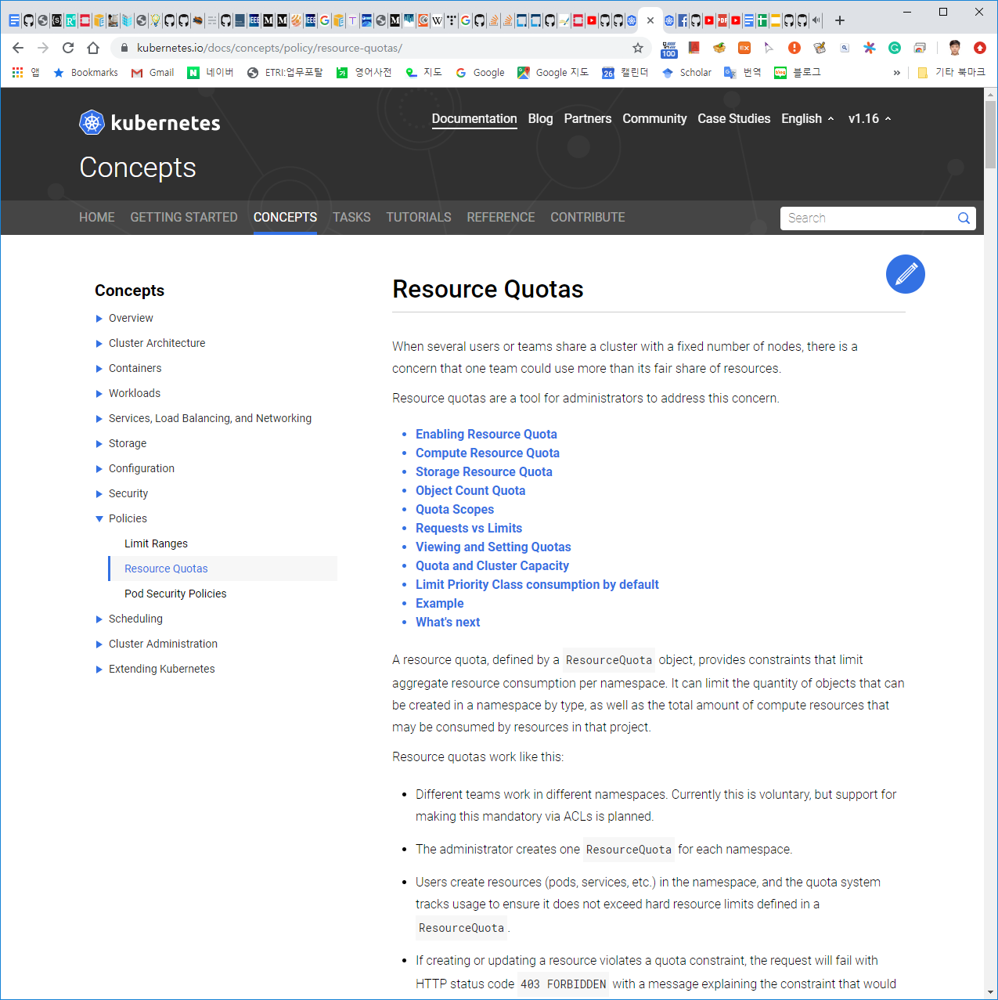 kubernetes.io/docs/concepts/policy/resource-quotas/
100
앱
Bookmarks
Gmail
네이버
ETRI:업무포탈
영어사전
지도
Google
Google 지도
26
캘린더
Scholar
번역
블로그
»
기타 북마크
kubernetes
Documentation
Blog
Partners
Community
Case Studies
English
v1.16
Concepts
HOME
GETTING STARTED
CONCEPTS
TASKS
TUTORIALS
REFERENCE
CONTRIBUTE
Search
Concepts
Overview
Cluster Architecture
Containers
Workloads
Services, Load Balancing, and Networking
Storage
Configuration
Security
Policies
Limit Ranges
Resource Quotas
Pod Security Policies
Scheduling
Cluster Administration
Extending Kubernetes
Resource Quotas
When several users or teams share a cluster with a fixed number of nodes, there is a
concern that one team could use more than its fair share of resources.
Resource quotas are a tool for administrators to address this concern.
• Enabling Resource Quota
• Compute Resource Quota
• Storage Resource Quota
• Object Count Quota
• Quota Scopes
• Requests vs Limits
• Viewing and Setting Quotas
• Quota and Cluster Capacity
• Limit Priority Class consumption by default
• Example
• What's next
A resource quota, defined by a ResourceQuota object, provides constraints that limit
aggregate resource consumption per namespace. It can limit the quantity of objects that can
be created in a namespace by type, as well as the total amount of compute resources that
may be consumed by resources in that project.
Resource quotas work like this:
• Different teams work in different namespaces. Currently this is voluntary, but support for
making this mandatory via ACLs is planned.
• The administrator creates one ResourceQuota for each namespace.
• Users create resources (pods, services, etc.) in the namespace, and the quota system
tracks usage to ensure it does not exceed hard resource limits defined in a
ResourceQuota.
• If creating or updating a resource violates a quota constraint, the request will fail with
HTTP status code 403 FORBIDDEN with a message explaining the constraint that would